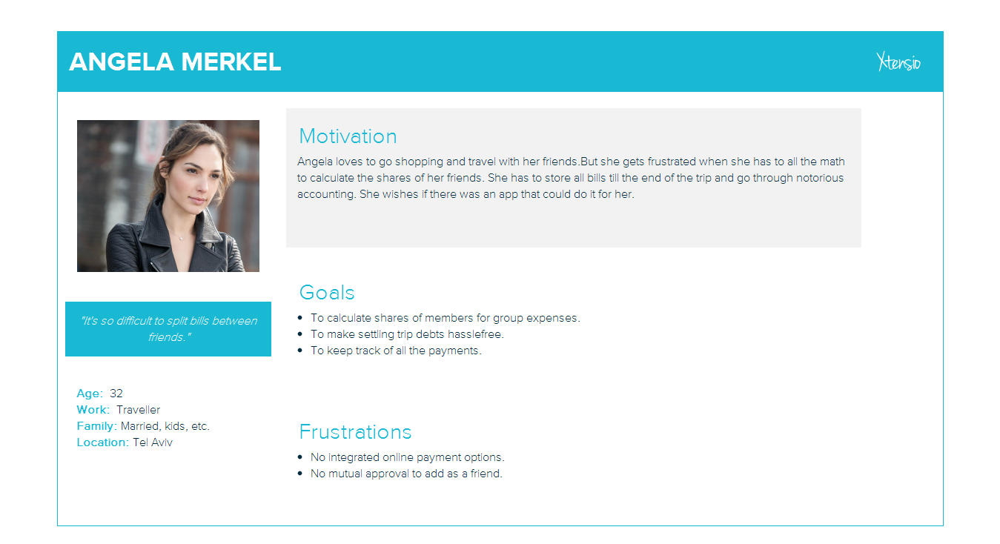 ANGELA MERKEL
Xtensio
Motivation
Angela loves to go shopping and travel with her friends.But she gets frustrated when she has to all the math
to calculate the shares of her friends. She has to store all bills till the end of the trip and go through notorious
accounting. She wishes if there was an app that could do it for her.
"It's so difficult to split bills between
friends."
Age: 32
Work: Traveller
Family: Married, kids, etc.
Location: Tel Aviv
Goals
• To calculate shares of members for group expenses.
• To make settling trip debts hasslefree.
• To keep track of all the payments.
Frustrations
• No integrated online payment options.
• No mutual approval to add as a friend.